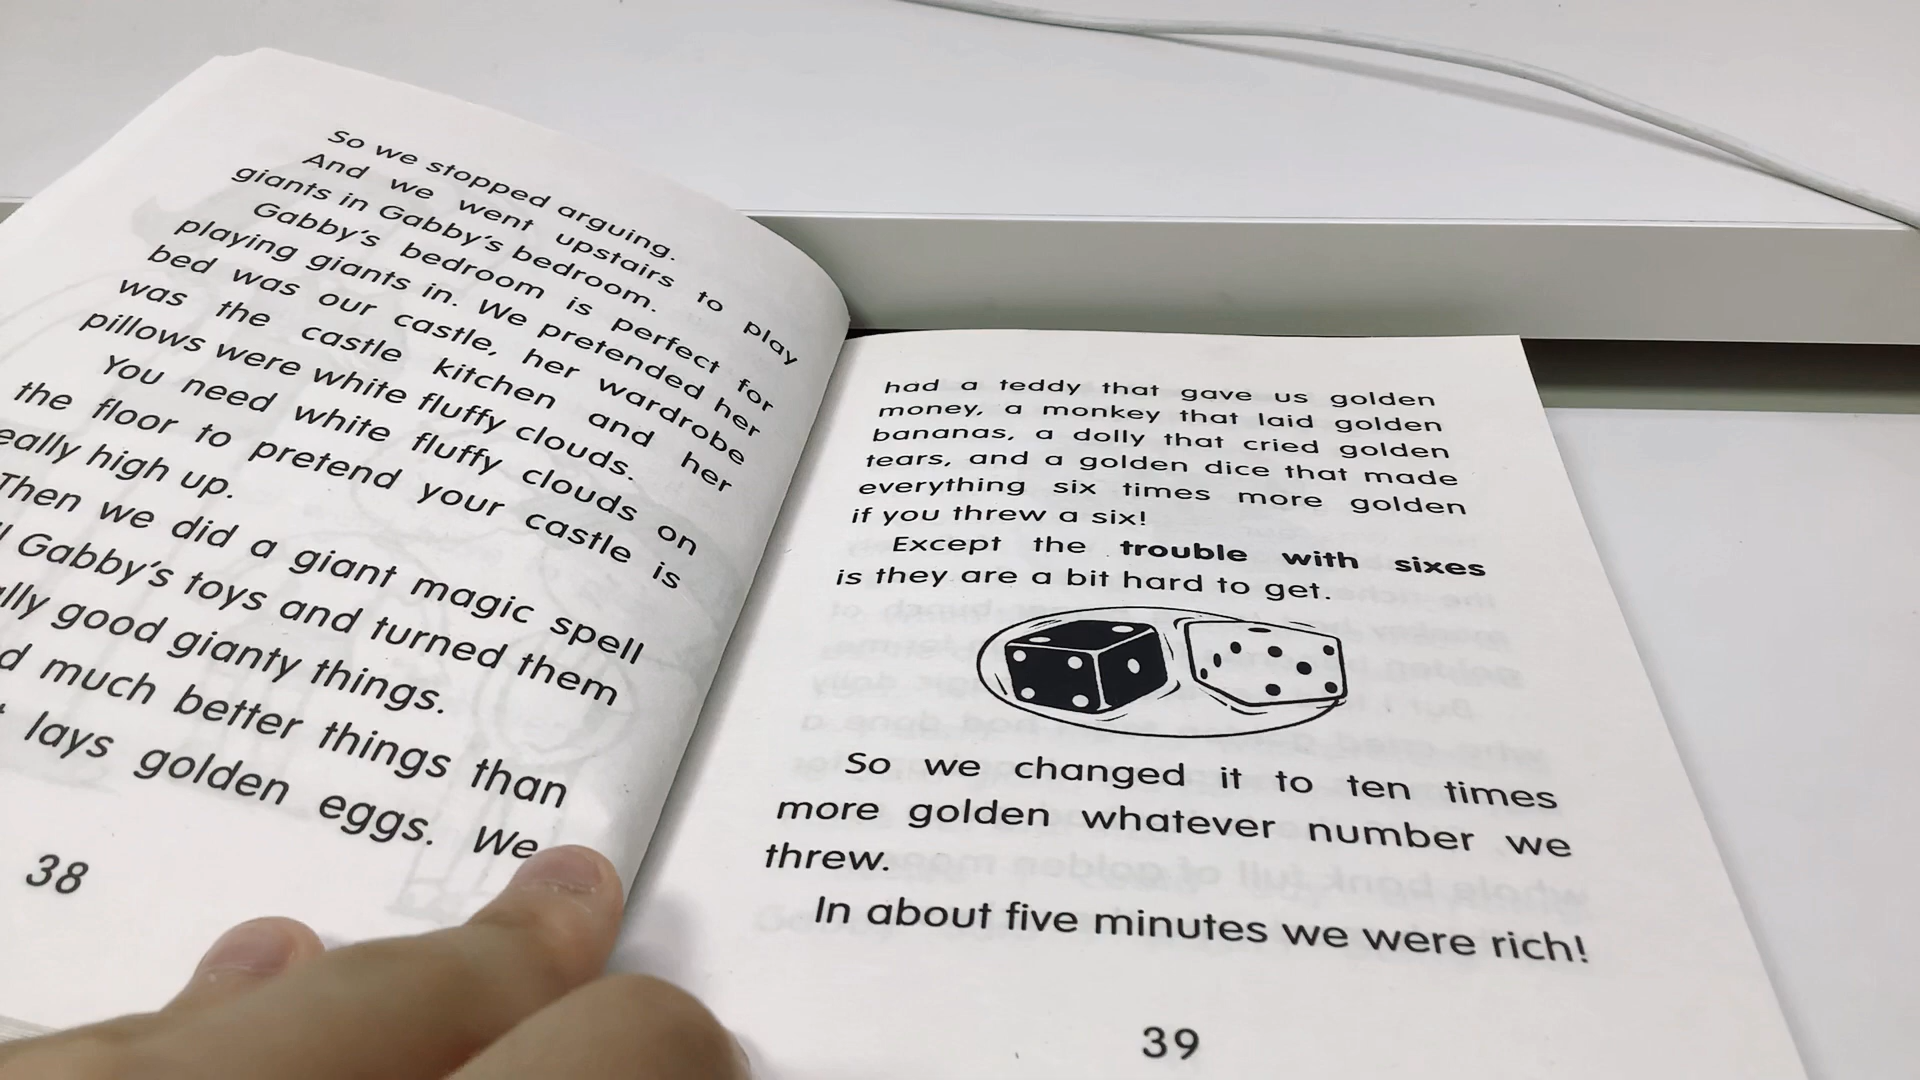 So we stopped arguing.
And we went upstairs to play
giants in Gabby's bedroom.
Gabby's bedroom is perfect for
playing giants in. We pretended her
bed was our castle, her wardrobe
was the castle kitchen and her
pillows were white fluffy clouds.
You need white fluffy clouds on
the floor to pretend your castle is
high up.
Then we did a giant magic spell
Gabby's toys and turned them
good gianty things.
much better things than
lays golden eggs. We
38
had a teddy that gave us golden
money, a monkey that laid golden
bananas, a dolly that cried golden
tears, and a golden dice that made
everything six times more golden
if you threw a six!
Except the trouble with sixes
is they are a bit hard to get.
So we changed it to ten times
more golden whatever number we
threw.
In about five minutes we were rich!
39